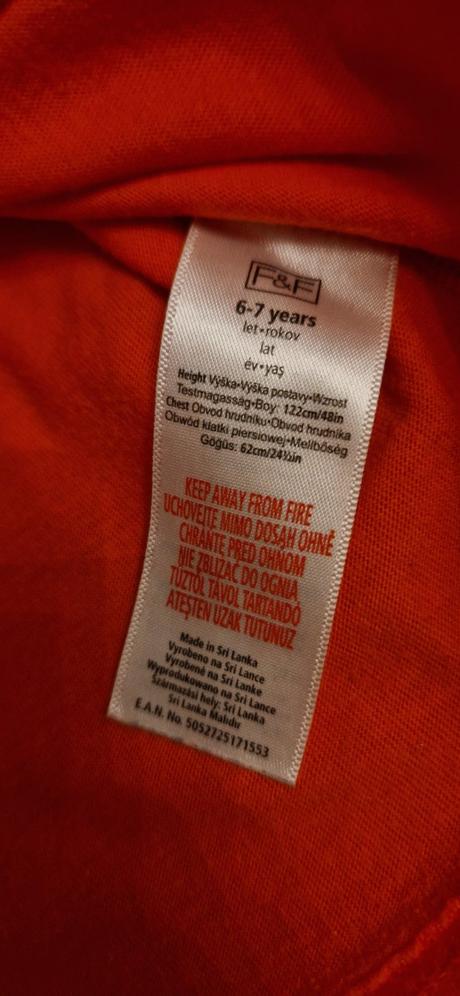 F&F
6-7 years
let•rokov
lat
év•yaş
Height Výška•Výška postavy•Wzrost
Testmagasság•Boy: 122cm/48in
Chest Obvod hrudníku•Obvod hrudníka
Obwód klatki piersiowej•Mellbőség
Göğüs: 62cm/24½in
KEEP AWAY FROM FIRE
UCHOVEJTE MIMO DOSAH OHNĚ
CHRÁŇTE PRED OHŇOM
NIE ZBLIŻAĆ DO OGNIA
TŰZTŐL TÁVOL TARTANDÓ
ATEŞTEN UZAK TUTUNUZ
Made in Sri Lanka
Vyrobeno na Srí Lance
Vyrobené na Srí Lanke
Wyprodukowano na Sri Lance
Származási hely: Srí Lanka
Sri Lanka Malıdır
E.A.N. No. 5052725171553